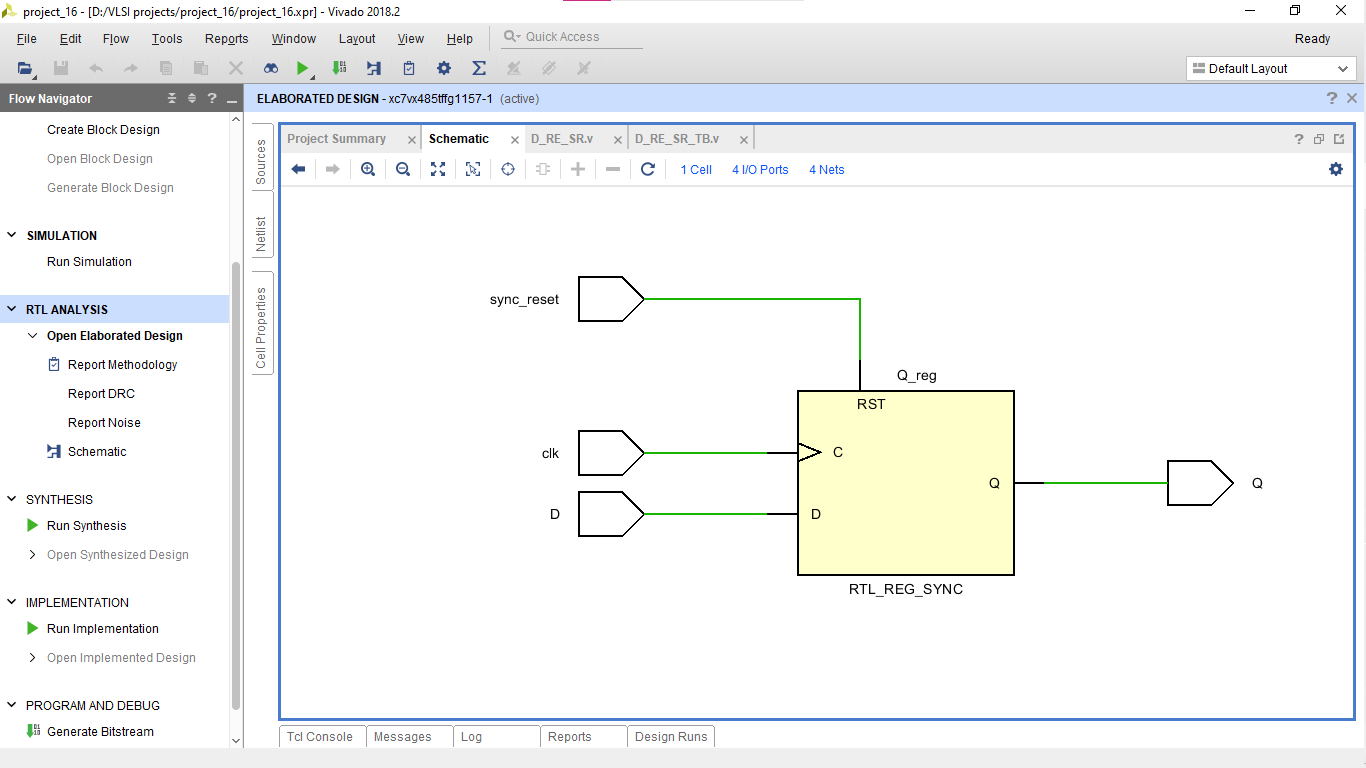 project_16 - [D:/VLSI projects/project_16/project_16.xpr] - Vivado 2018.2
File Edit Flow Tools Reports Window Layout View Help Quick Access Ready
Default Layout
Flow Navigator
ELABORATED DESIGN - xc7vx485tffg1157-1 (active)
Create Block Design
Open Block Design
Generate Block Design
SIMULATION
Run Simulation
RTL ANALYSIS
Open Elaborated Design
Report Methodology
Report DRC
Report Noise
Schematic
SYNTHESIS
Run Synthesis
Open Synthesized Design
IMPLEMENTATION
Run Implementation
Open Implemented Design
PROGRAM AND DEBUG
Generate Bitstream
Sources
Netlist
Cell Properties
Project Summary Schematic D_RE_SR.v D_RE_SR_TB.v
1 Cell 4 I/O Ports 4 Nets
sync_reset
Q_reg
RST
clk
C
Q
Q
D
D
RTL_REG_SYNC
Tcl Console Messages Log Reports Design Runs